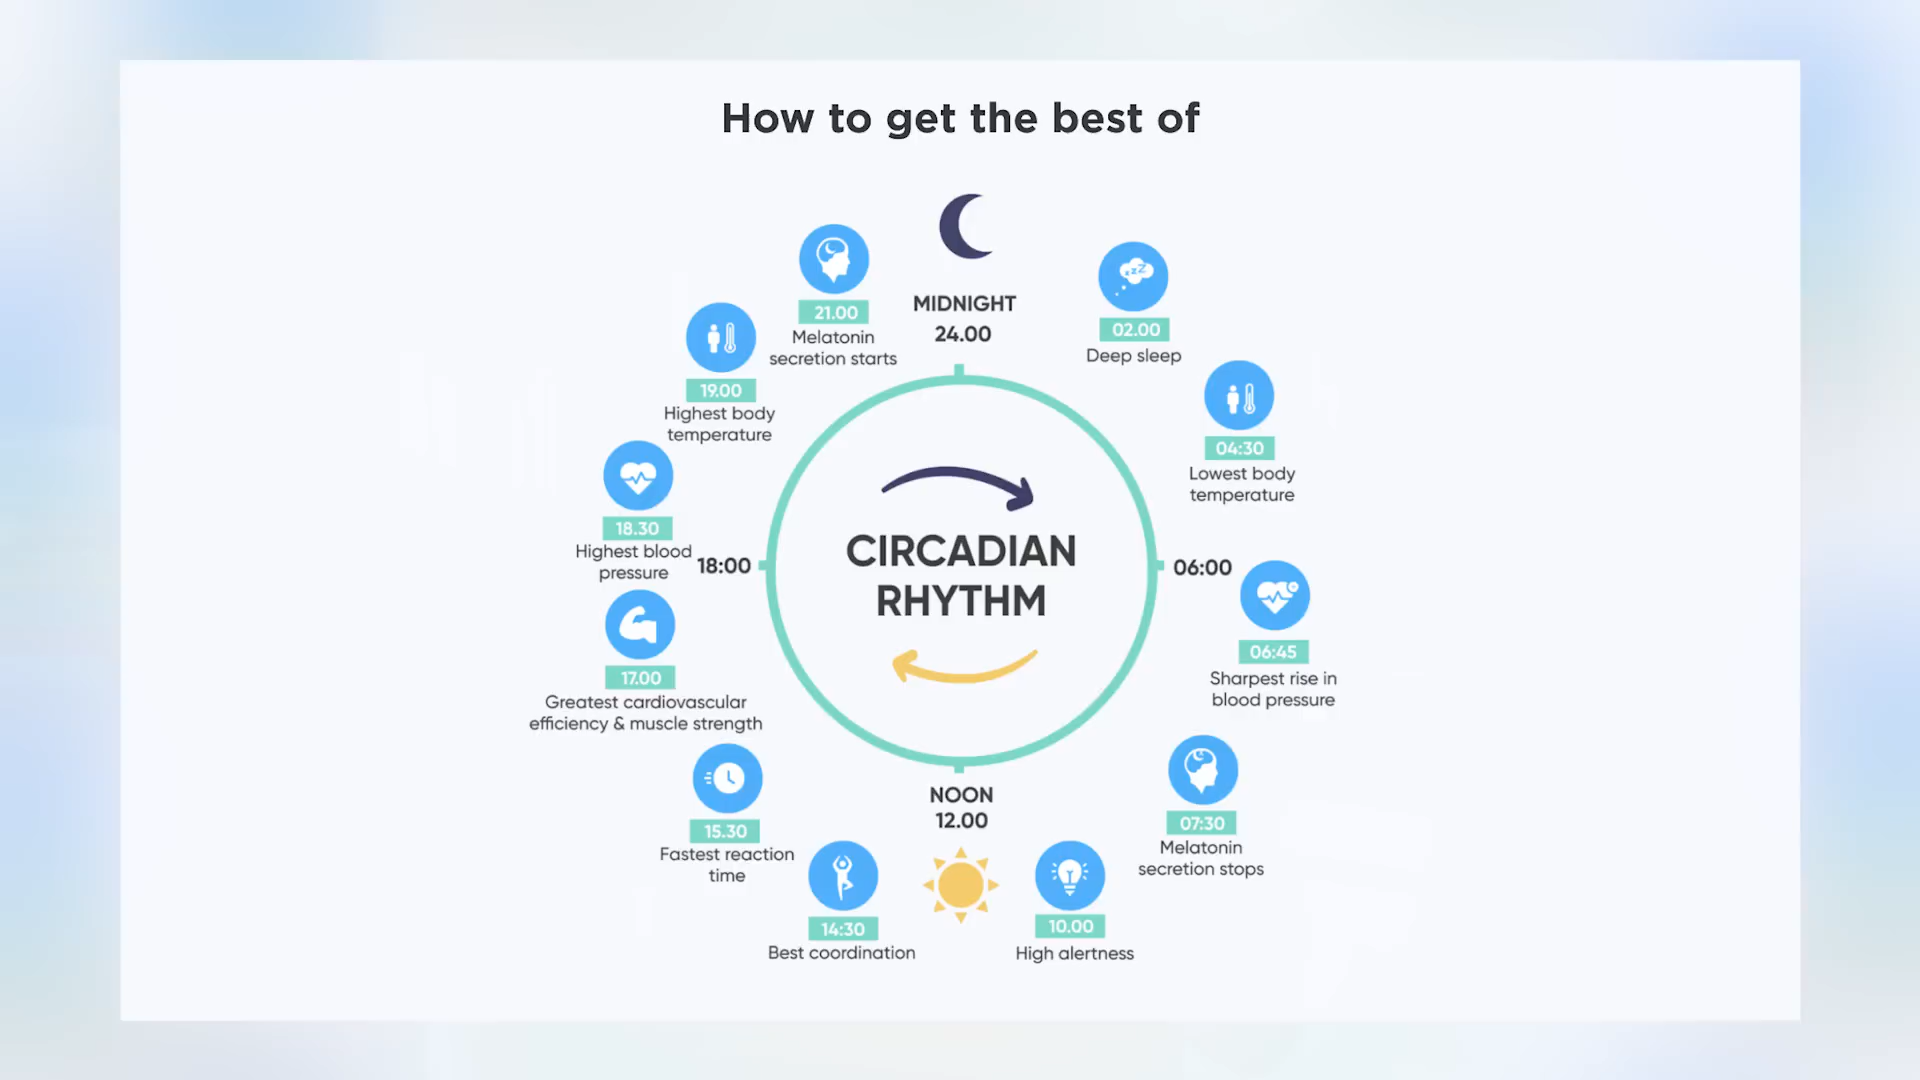 How to get the best of
MIDNIGHT
24.00
02.00
Deep sleep
04:30
Lowest body
temperature
06:00
06:45
Sharpest rise in
blood pressure
07:30
Melatonin
secretion stops
10.00
High alertness
NOON
12.00
14:30
Best coordination
15.30
Fastest reaction
time
17.00
Greatest cardiovascular
efficiency & muscle strength
18:00
18.30
Highest blood
pressure
19.00
Highest body
temperature
21.00
Melatonin
secretion starts
CIRCADIAN
RHYTHM
zzZ